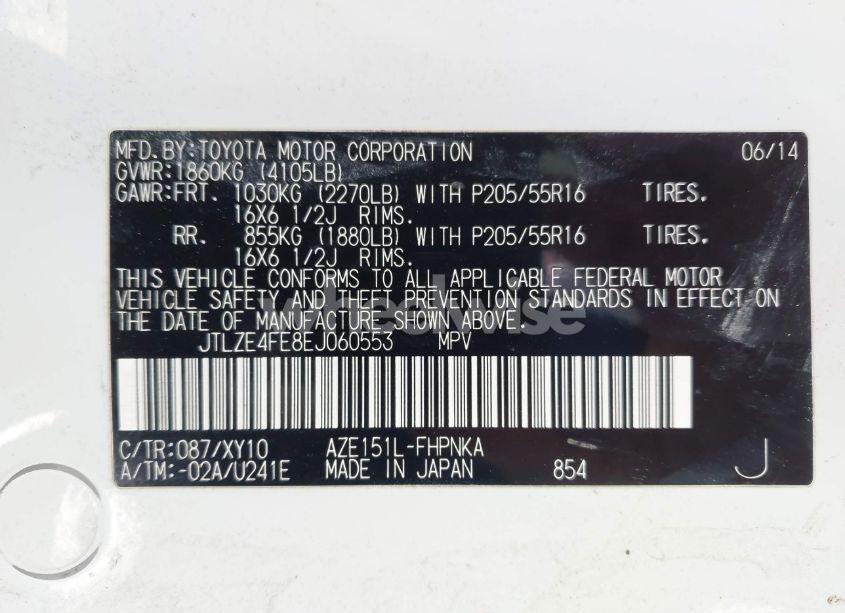 MFD. BY: TOYOTA MOTOR CORPORATION 06/14
GVWR: 1860KG (4105LB)
GAWR: FRT. 1030KG (2270LB) WITH P205/55R16 TIRES.
16X6 1/2J RIMS.
RR. 855KG (1880LB) WITH P205/55R16 TIRES.
16X6 1/2J RIMS.
THIS VEHICLE CONFORMS TO ALL APPLICABLE FEDERAL MOTOR
VEHICLE SAFETY AND THEFT PREVENTION STANDARDS IN EFFECT ON
THE DATE OF MANUFACTURE SHOWN ABOVE.
wheelwise
JTLZE4FE8EJ060553 MPV
C/TR: 087/XY10 AZE151L-FHPNKA
A/TM: -02A/U241E MADE IN JAPAN 854 J